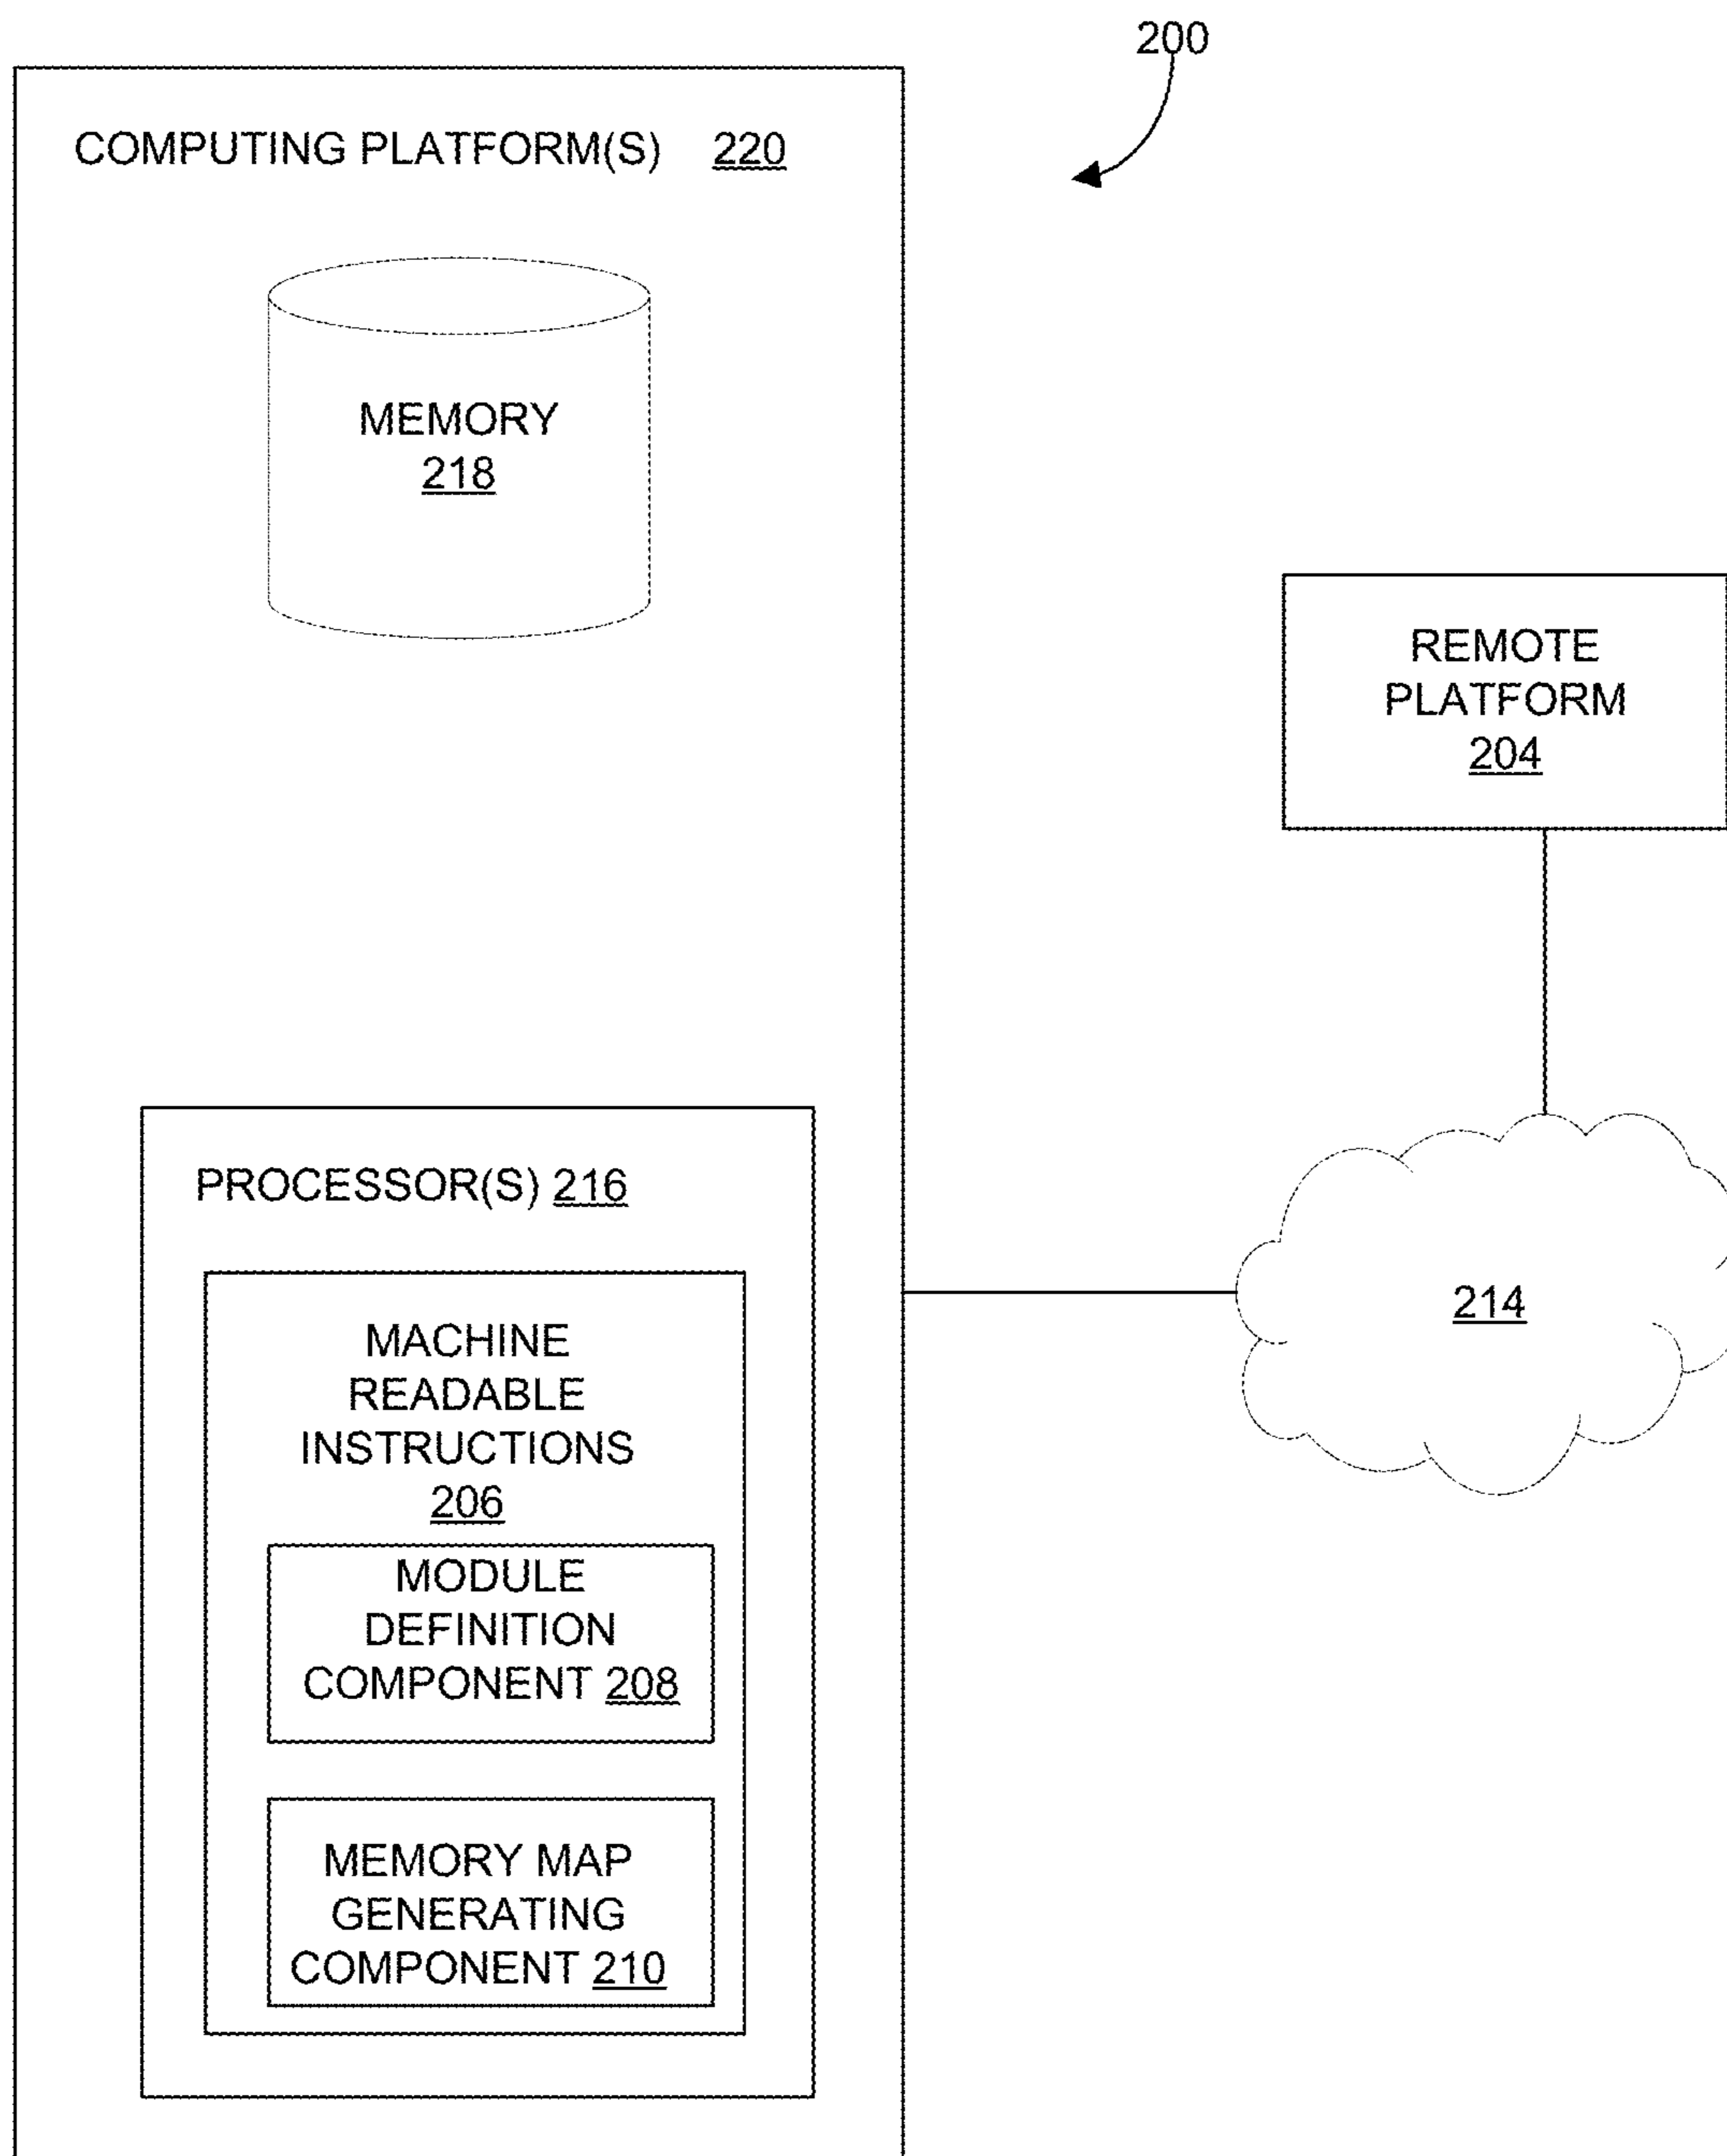 200
COMPUTING PLATFORM(S) 220
MEMORY
218
REMOTE
PLATFORM
204
PROCESSOR(S) 216
214
MACHINE
READABLE
INSTRUCTIONS
206
MODULE
DEFINITION
COMPONENT 208
MEMORY MAP
GENERATING
COMPONENT 210